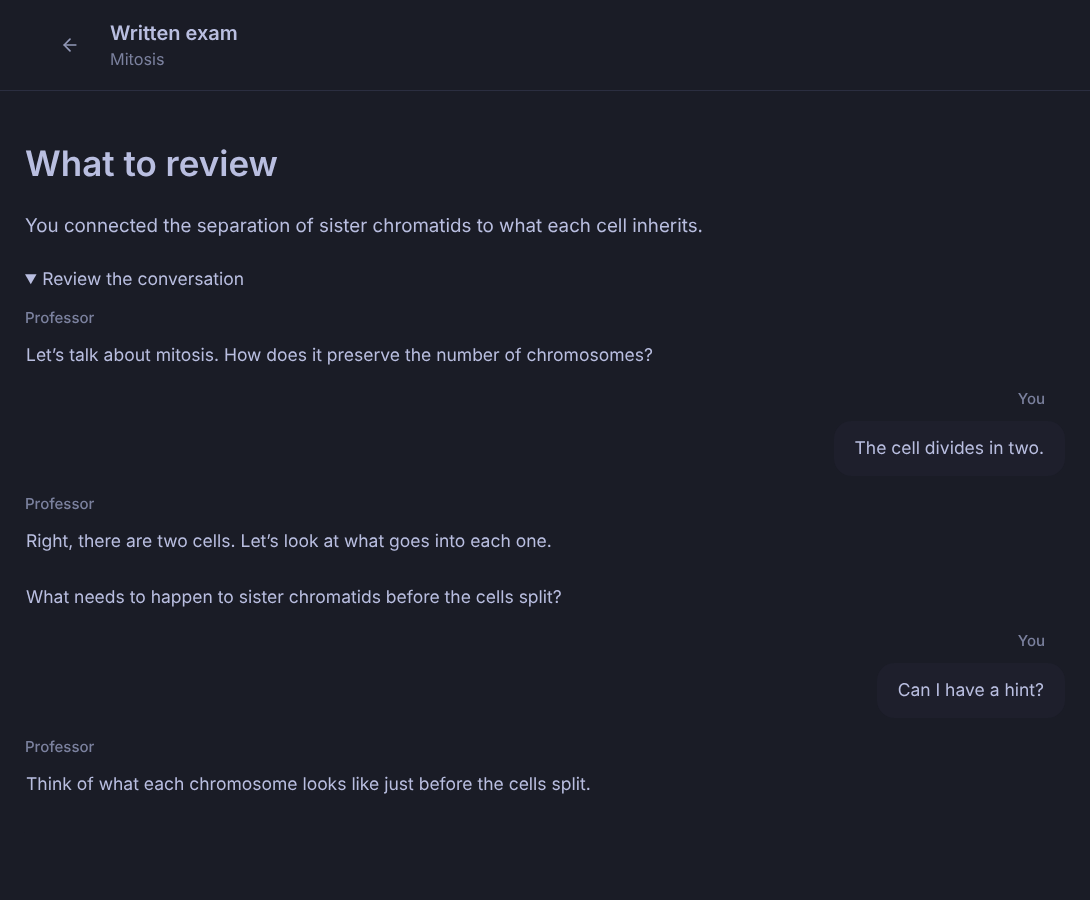 Written exam
Mitosis
What to review
You connected the separation of sister chromatids to what each cell inherits.
▼ Review the conversation
Professor
Let’s talk about mitosis. How does it preserve the number of chromosomes?
You
The cell divides in two.
Professor
Right, there are two cells. Let’s look at what goes into each one.
What needs to happen to sister chromatids before the cells split?
You
Can I have a hint?
Professor
Think of what each chromosome looks like just before the cells split.